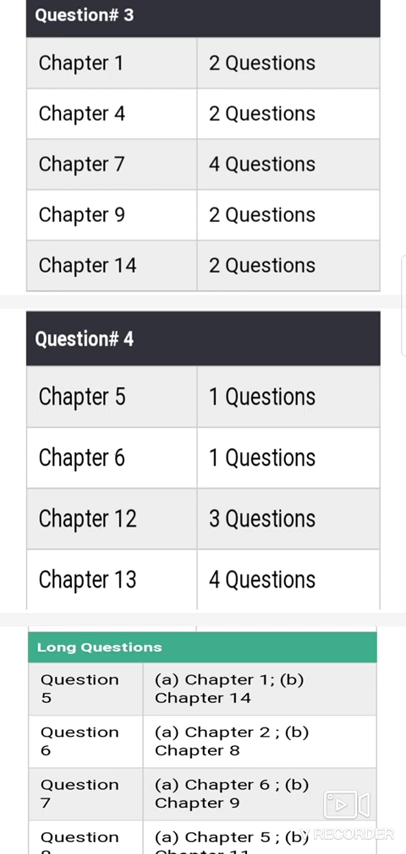 Question# 3
Chapter 1 2 Questions
Chapter 4 2 Questions
Chapter 7 4 Questions
Chapter 9 2 Questions
Chapter 14 2 Questions
Question# 4
Chapter 5 1 Questions
Chapter 6 1 Questions
Chapter 12 3 Questions
Chapter 13 4 Questions
Long Questions
Question (a) Chapter 1; (b)
5 Chapter 14
Question (a) Chapter 2 ; (b)
6 Chapter 8
Question (a) Chapter 6 ; (b)
7 Chapter 9
Question (a) Chapter 5 ; (b)
RECORDER